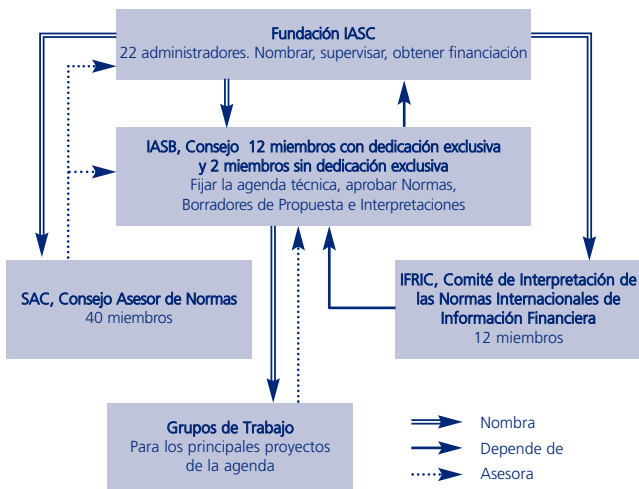 Fundación IASC
22 administradores. Nombrar, supervisar, obtener financiación
IASB, Consejo 12 miembros con dedicación exclusiva
y 2 miembros sin dedicación exclusiva
Fijar la agenda técnica, aprobar Normas,
Borradores de Propuesta e Interpretaciones
SAC, Consejo Asesor de Normas
40 miembros
IFRIC, Comité de Interpretación de
las Normas Internacionales de
Información Financiera
12 miembros
Grupos de Trabajo
Para los principales proyectos
de la agenda
Nombra
Depende de
Asesora